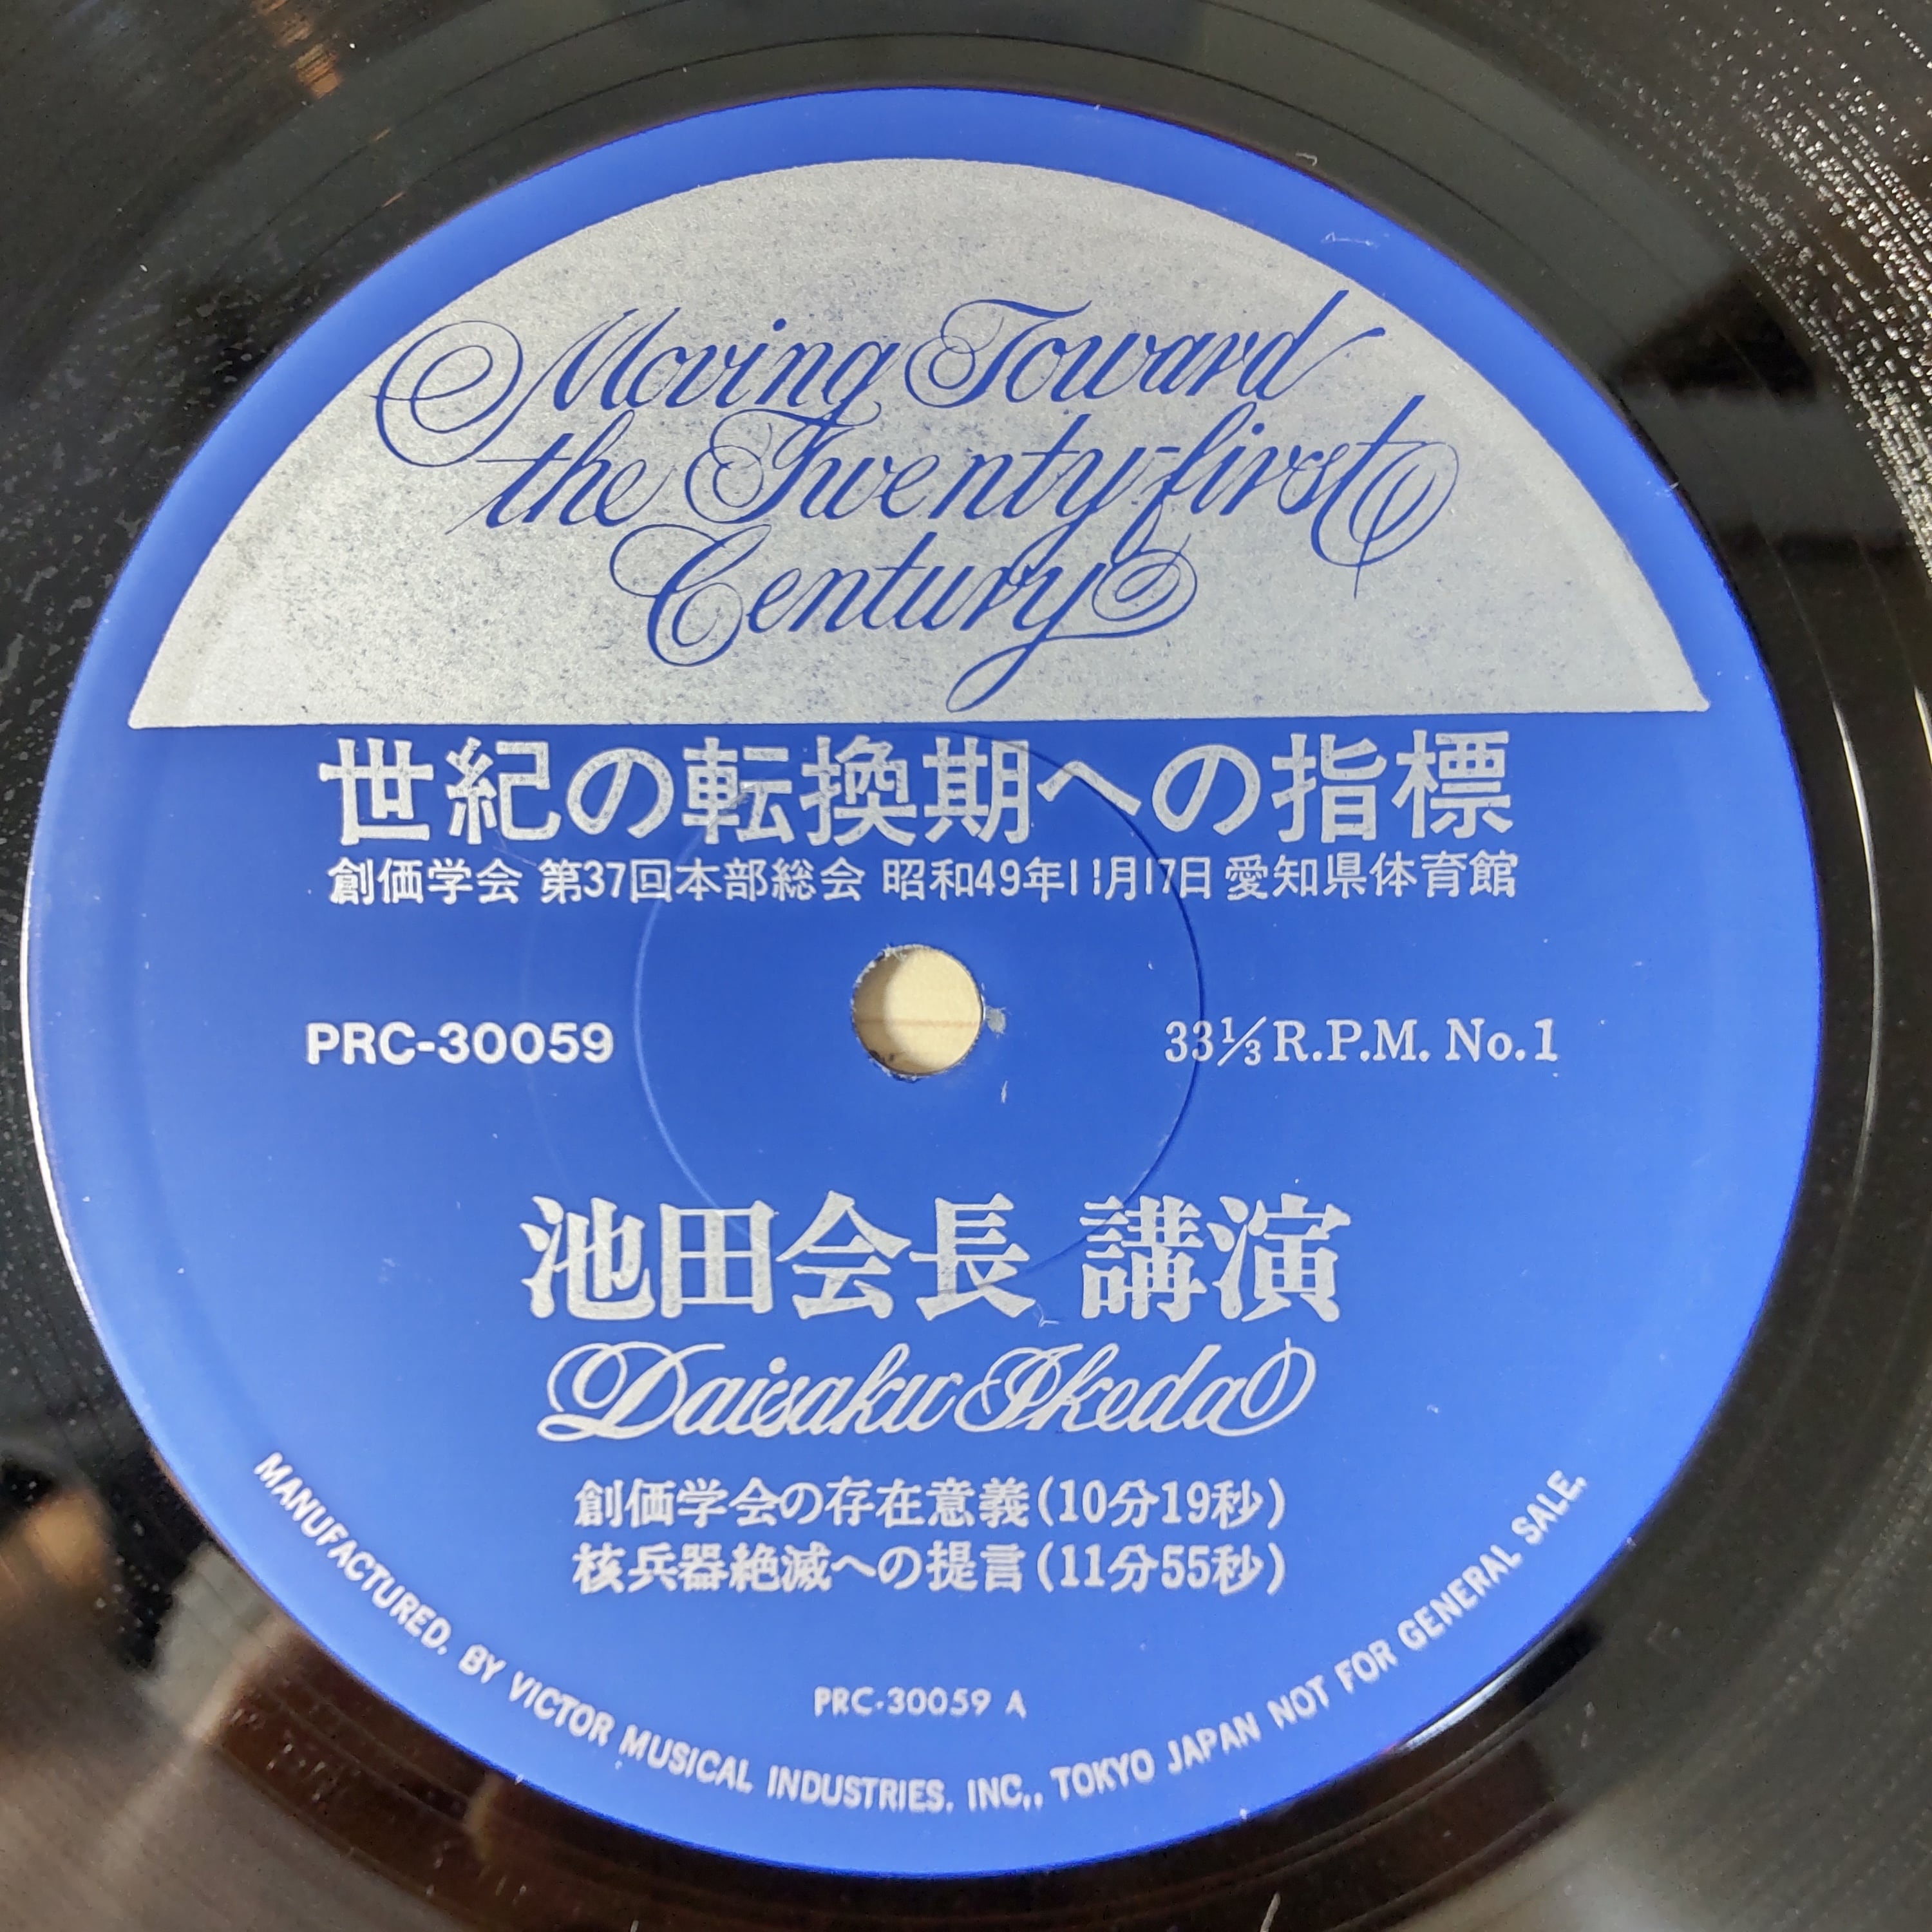 Moving Toward
the Twenty-first
Century
世紀の転換期への指標
創価学会 第37回本部総会 昭和49年11月17日 愛知県体育館
PRC-30059
33⅓ R.P.M. No.1
池田会長 講演
Daisaku Ikeda
創価学会の存在意義(10分19秒)
核兵器絶滅への提言(11分55秒)
PRC-30059 A
MANUFACTURED. BY VICTOR MUSICAL INDUSTRIES. INC., TOKYO JAPAN NOT FOR GENERAL SALE.